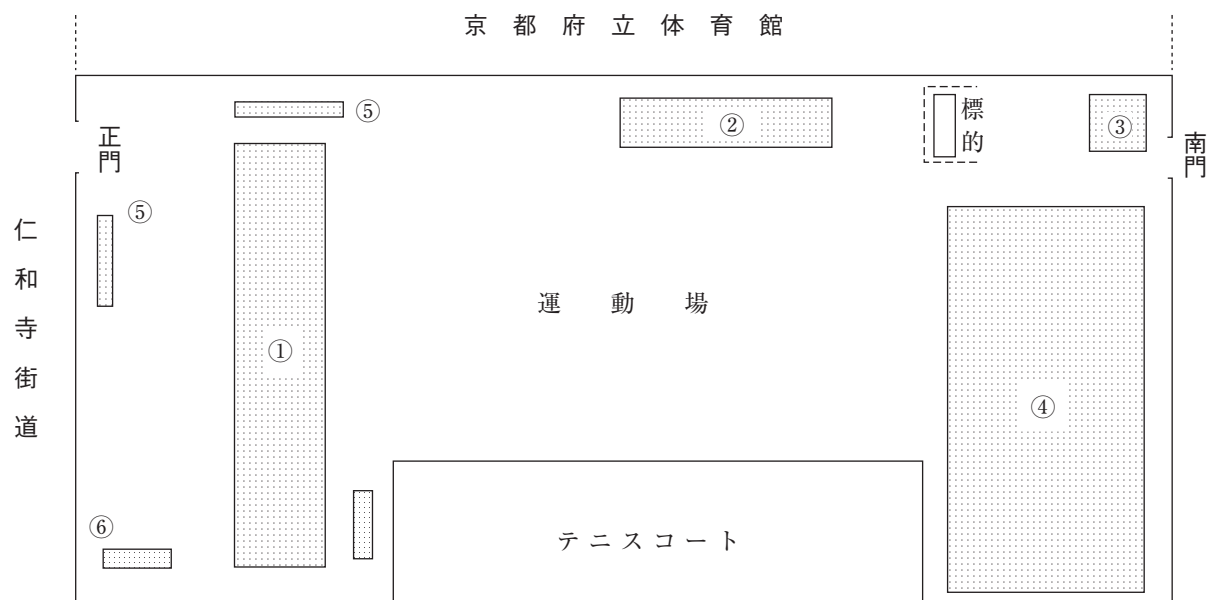 京都府立体育館
⑤
②
標的
③
正門
南門
⑤
仁和寺街道
運動場
①
④
⑥
テニスコート